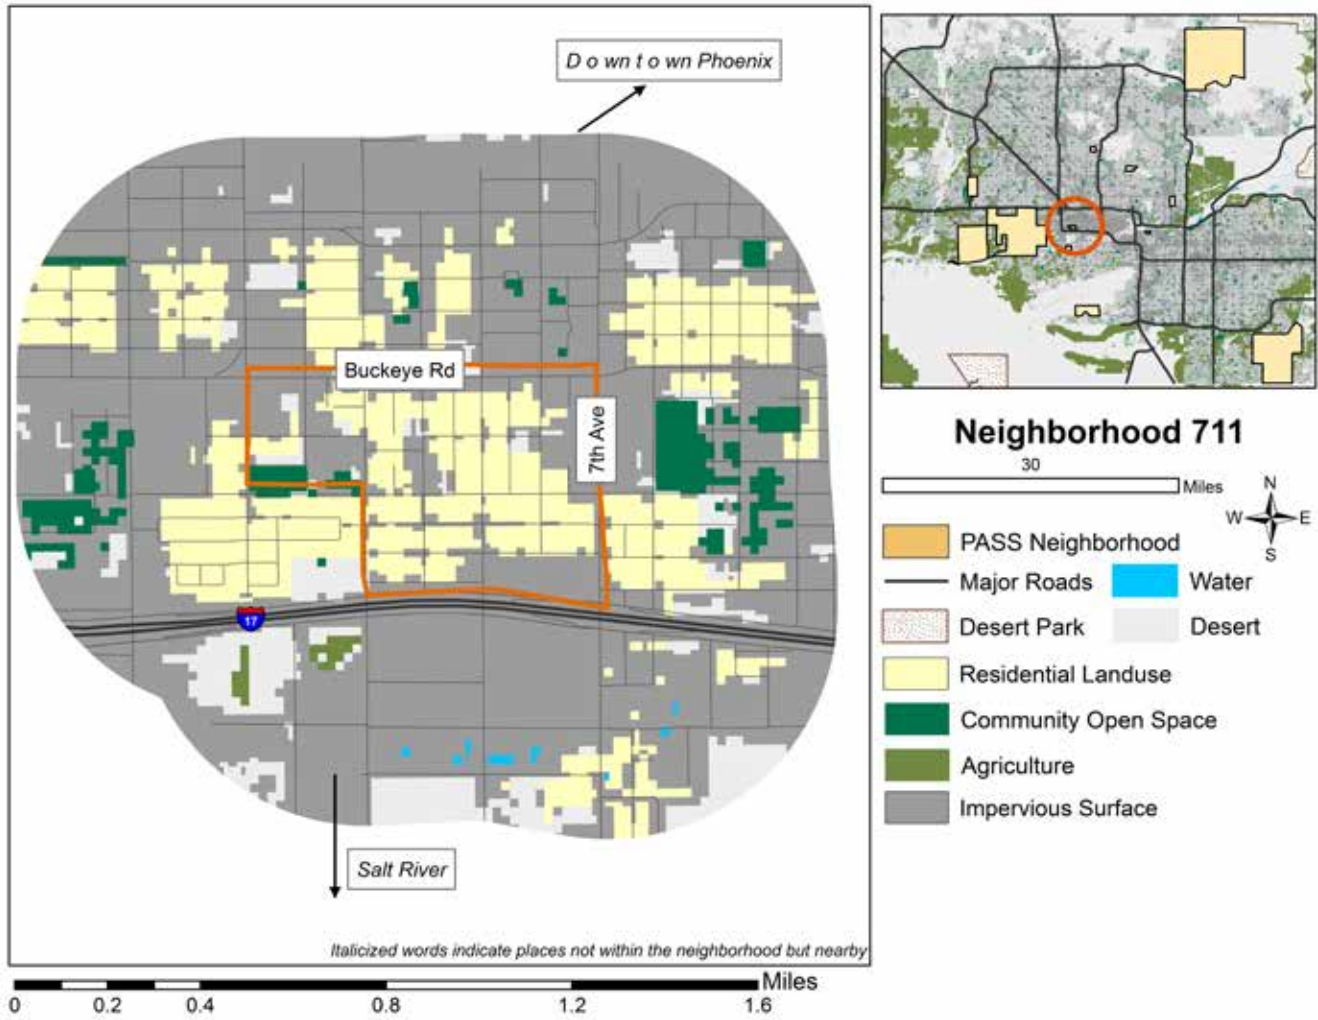 D o wn t o wn Phoenix
Buckeye Rd
7th Ave
17
Salt River
Italicized words indicate places not within the neighborhood but nearby
Miles
0 0.2 0.4 0.8 1.2 1.6
Neighborhood 711
30
Miles
N
W E
S
PASS Neighborhood
Major Roads Water
Desert Park Desert
Residential Landuse
Community Open Space
Agriculture
Impervious Surface